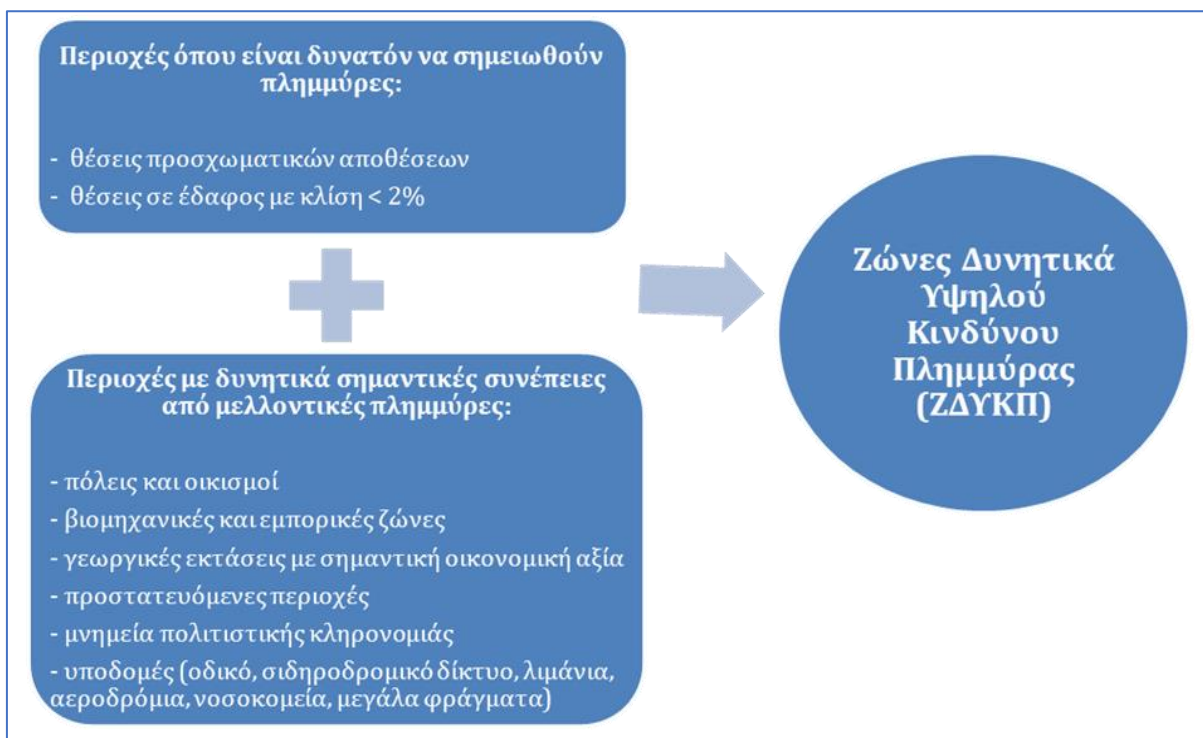 Περιοχές όπου είναι δυνατόν να σημειωθούν
πλημμύρες:
- θέσεις προσχωματικών αποθέσεων
- θέσεις σε έδαφος με κλίση < 2%
Περιοχές με δυνητικά σημαντικές συνέπειες
από μελλοντικές πλημμύρες:
- πόλεις και οικισμοί
- βιομηχανικές και εμπορικές ζώνες
- γεωργικές εκτάσεις με σημαντική οικονομική αξία
- προστατευόμενες περιοχές
- μνημεία πολιτιστικής κληρονομιάς
- υποδομές (οδικό, σιδηροδρομικό δίκτυο, λιμάνια,
αεροδρόμια, νοσοκομεία, μεγάλα φράγματα)
Ζώνες Δυνητικά
Υψηλού
Κινδύνου
Πλημμύρας
(ΖΔΥΚΠ)